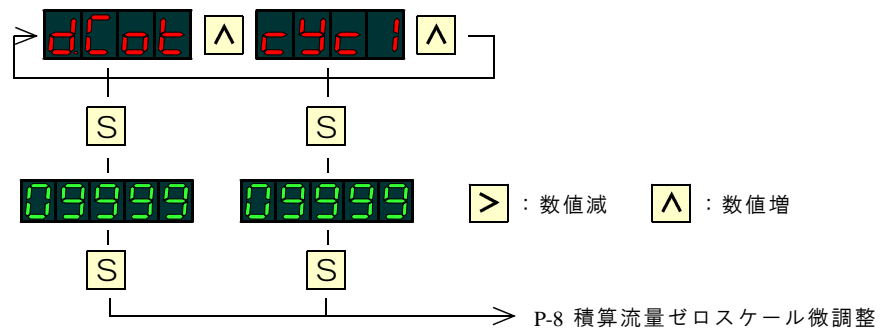 d.Cot ∧ cyc1 ∧
S S
09999 09999 > ：数値減 ∧ ：数値増
S S
P-8 積算流量ゼロスケール微調整